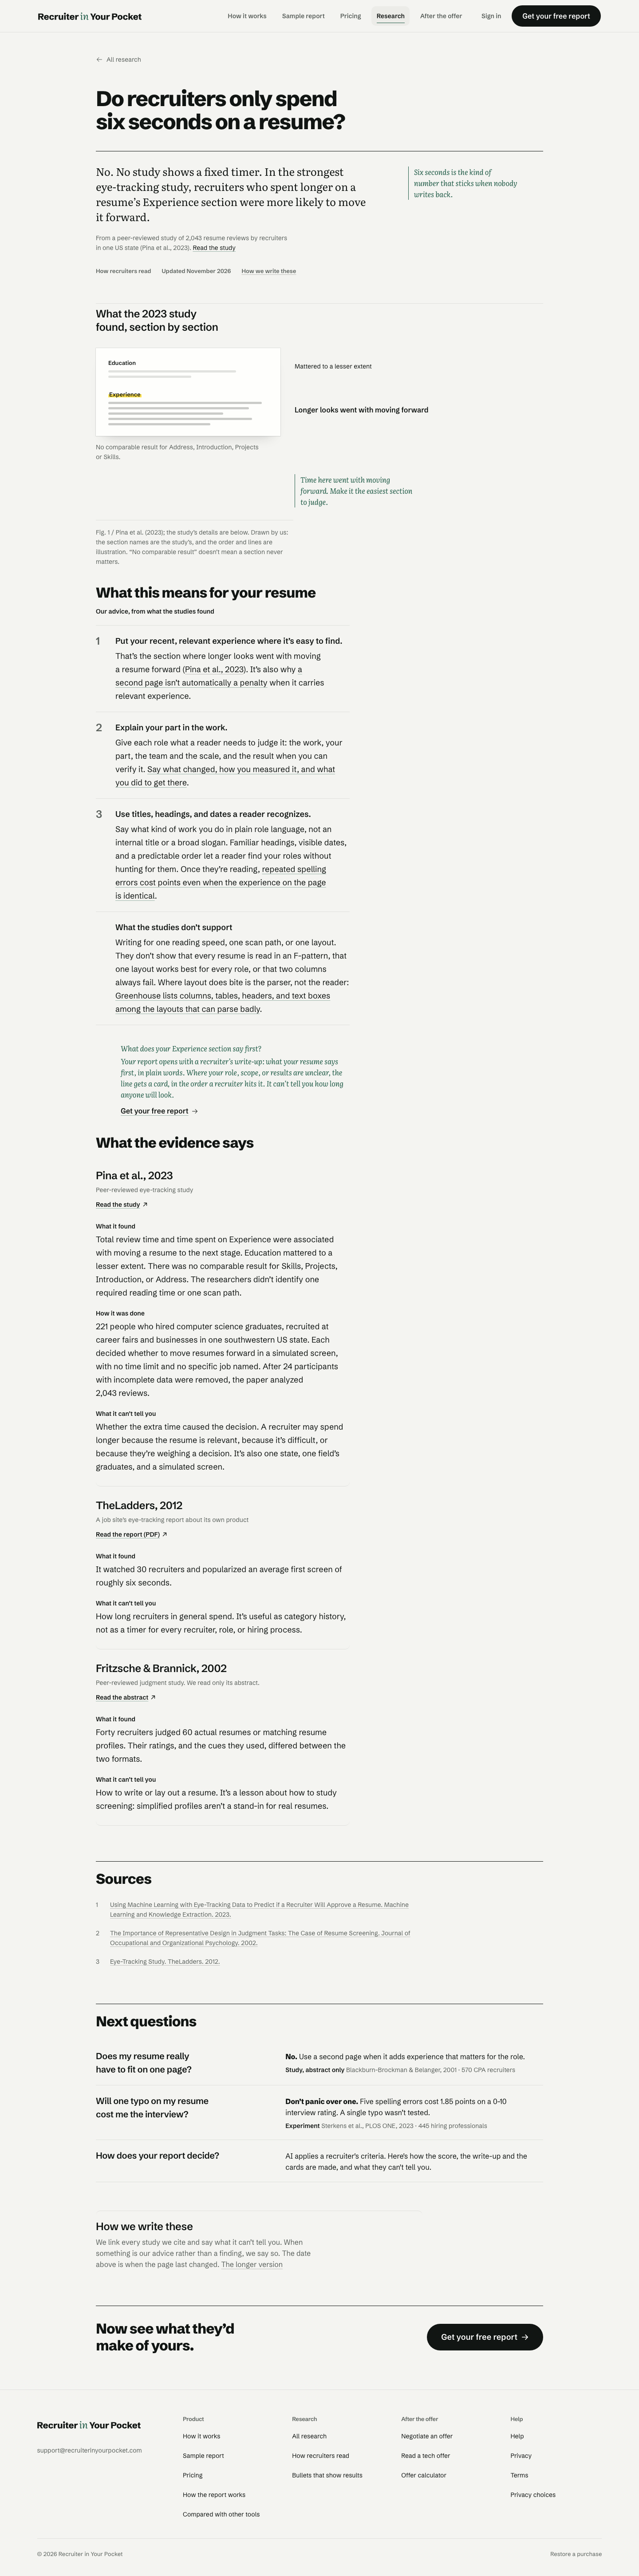 Recruiter in Your Pocket
How it works
Sample report
Pricing
Research
After the offer
Sign in
Get your free report
← All research
Do recruiters only spend
six seconds on a resume?
No. No study shows a fixed timer. In the strongest
eye-tracking study, recruiters who spent longer on a
resume's Experience section were more likely to move
it forward.
Six seconds is the kind of
number that sticks when nobody
writes back.
From a peer-reviewed study of 2,043 resume reviews by recruiters
in one US state (Pina et al., 2023). Read the study
How recruiters read
Updated November 2026
How we write these
What the 2023 study
found, section by section
Education
Mattered to a lesser extent
Experience
Longer looks went with moving forward
No comparable result for Address, Introduction, Projects
or Skills.
Time here went with moving
forward. Make it the easiest section
to judge.
Fig. 1 / Pina et al. (2023); the study's details are below. Drawn by us:
the section names are the study's, and the order and lines are
illustration. "No comparable result" doesn't mean a section never
matters.
What this means for your resume
Our advice, from what the studies found
1
Put your recent, relevant experience where it's easy to find.
That's the section where longer looks went with moving
a resume forward (Pina et al., 2023). It's also why a
second page isn't automatically a penalty when it carries
relevant experience.
2
Explain your part in the work.
Give each role what a reader needs to judge it: the work, your
part, the team and the scale, and the result when you can
verify it. Say what changed, how you measured it, and what
you did to get there.
3
Use titles, headings, and dates a reader recognizes.
Say what kind of work you do in plain role language, not an
internal title or a broad slogan. Familiar headings, visible dates,
and a predictable order let a reader find your roles without
hunting for them. Once they're reading, repeated spelling
errors cost points even when the experience on the page
is identical.
What the studies don't support
Writing for one reading speed, one scan path, or one layout.
They don't show that every resume is read in an F-pattern, that
one layout works best for every role, or that two columns
always fail. Where layout does bite is the parser, not the reader:
Greenhouse lists columns, tables, headers, and text boxes
among the layouts that can parse badly.
What does your Experience section say first?
Your report opens with a recruiter's write-up: what your resume says
first, in plain words. Where your role, scope, or results are unclear, the
line gets a card, in the order a recruiter hits it. It can't tell you how long
anyone will look.
Get your free report →
What the evidence says
Pina et al., 2023
Peer-reviewed eye-tracking study
Read the study ↗
What it found
Total review time and time spent on Experience were associated
with moving a resume to the next stage. Education mattered to a
lesser extent. There was no comparable result for Skills, Projects,
Introduction, or Address. The researchers didn't identify one
required reading time or one scan path.
How it was done
221 people who hired computer science graduates, recruited at
career fairs and businesses in one southwestern US state. Each
decided whether to move resumes forward in a simulated screen,
with no time limit and no specific job named. After 24 participants
with incomplete data were removed, the paper analyzed
2,043 reviews.
What it can't tell you
Whether the extra time caused the decision. A recruiter may spend
longer because the resume is relevant, because it's difficult, or
because they're weighing a decision. It's also one state, one field's
graduates, and a simulated screen.
TheLadders, 2012
A job site's eye-tracking report about its own product
Read the report (PDF) ↗
What it found
It watched 30 recruiters and popularized an average first screen of
roughly six seconds.
What it can't tell you
How long recruiters in general spend. It's useful as category history,
not as a timer for every recruiter, role, or hiring process.
Fritzsche & Brannick, 2002
Peer-reviewed judgment study. We read only its abstract.
Read the abstract ↗
What it found
Forty recruiters judged 60 actual resumes or matching resume
profiles. Their ratings, and the cues they used, differed between the
two formats.
What it can't tell you
How to write or lay out a resume. It's a lesson about how to study
screening: simplified profiles aren't a stand-in for real resumes.
Sources
1
Using Machine Learning with Eye-Tracking Data to Predict if a Recruiter Will Approve a Resume. Machine
Learning and Knowledge Extraction, 2023.
2
The Importance of Representative Design in Judgment Tasks: The Case of Resume Screening. Journal of
Occupational and Organizational Psychology, 2002.
3
Eye-Tracking Study. TheLadders, 2012.
Next questions
Does my resume really
have to fit on one page?
No. Use a second page when it adds experience that matters for the role.
Study, abstract only Blackburn-Brockman & Belanger, 2001 · 570 CPA recruiters
Will one typo on my resume
cost me the interview?
Don't panic over one. Five spelling errors cost 1.85 points on a 0-10
interview rating. A single typo wasn't tested.
Experiment Sterkens et al., PLOS ONE, 2023 · 445 hiring professionals
How does your report decide?
AI applies a recruiter's criteria. Here's how the score, the write-up and the
cards are made, and what they can't tell you.
How we write these
We link every study we cite and say what it can't tell you. When
something is our advice rather than a finding, we say so. The date
above is when the page last changed. The longer version
Now see what they'd
make of yours.
Get your free report →
Recruiter in Your Pocket
support@recruiterinyourpocket.com
Product
How it works
Sample report
Pricing
How the report works
Compared with other tools
Research
All research
How recruiters read
Bullets that show results
After the offer
Negotiate an offer
Read a tech offer
Offer calculator
Help
Help
Privacy
Terms
Privacy choices
© 2026 Recruiter in Your Pocket
Restore a purchase